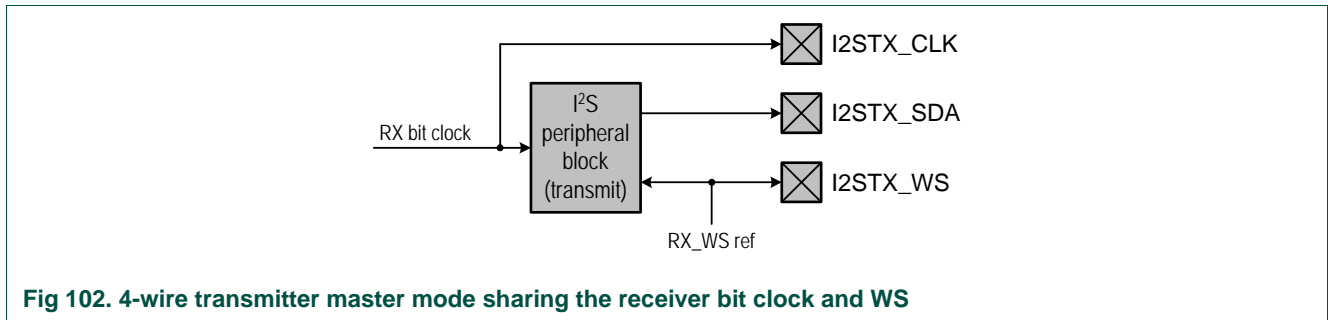 I2STX_CLK
I²S
peripheral
block
(transmit)
I2STX_SDA
RX bit clock
I2STX_WS
RX_WS ref
Fig 102. 4-wire transmitter master mode sharing the receiver bit clock and WS